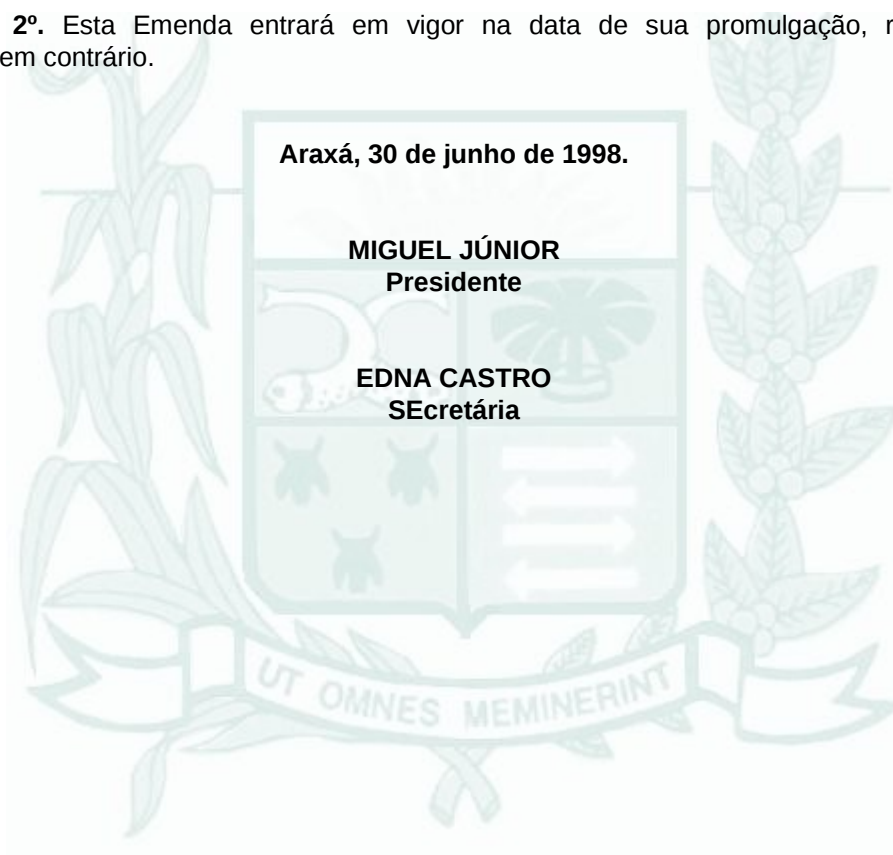 2º. Esta Emenda entrará em vigor na data de sua promulgação,
em contrário.
Araxá, 30 de junho de 1998.
MIGUEL JÚNIOR
Presidente
EDNA CASTRO
SEcretária
UT OMNES MEMINERINT